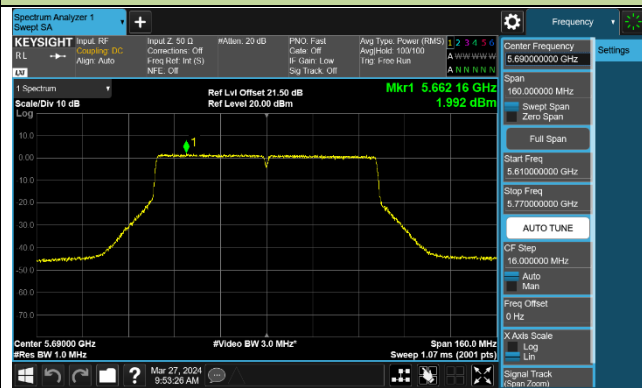 Spectrum Analyzer 1
Swept SA
+
Frequency
KEYSIGHT
RL
LXI
Input: RF
Coupling: DC
Align: Auto
Input Z: 50 Ω
Corrections: Off
Freq Ref: Int (S)
NFE: Off
#Atten: 20 dB
PNO: Fast
Gate: Off
IF Gain: Low
Sig Track: Off
Avg Type: Power (RMS)
Avg|Hold: 100/100
Trig: Free Run
1 2 3 4 5 6
A W W W W W
A N N N N N
1 Spectrum
Scale/Div 10 dB
Log
Ref Lvl Offset 21.50 dB
Ref Level 20.00 dBm
Mkr1 5.662 16 GHz
1.992 dBm
10.0
0.00
-10.0
-20.0
-30.0
-40.0
-50.0
-60.0
-70.0
1
Center 5.69000 GHz
#Res BW 1.0 MHz
#Video BW 3.0 MHz*
Span 160.0 MHz
Sweep 1.07 ms (2001 pts)
Mar 27, 2024
9:53:26 AM
Center Frequency
5.690000000 GHz
Span
160.000000 MHz
Swept Span
Zero Span
Full Span
Start Freq
5.610000000 GHz
Stop Freq
5.770000000 GHz
AUTO TUNE
CF Step
16.000000 MHz
Auto
Man
Freq Offset
0 Hz
X Axis Scale
Log
Lin
Signal Track
(Span Zoom)
Settings